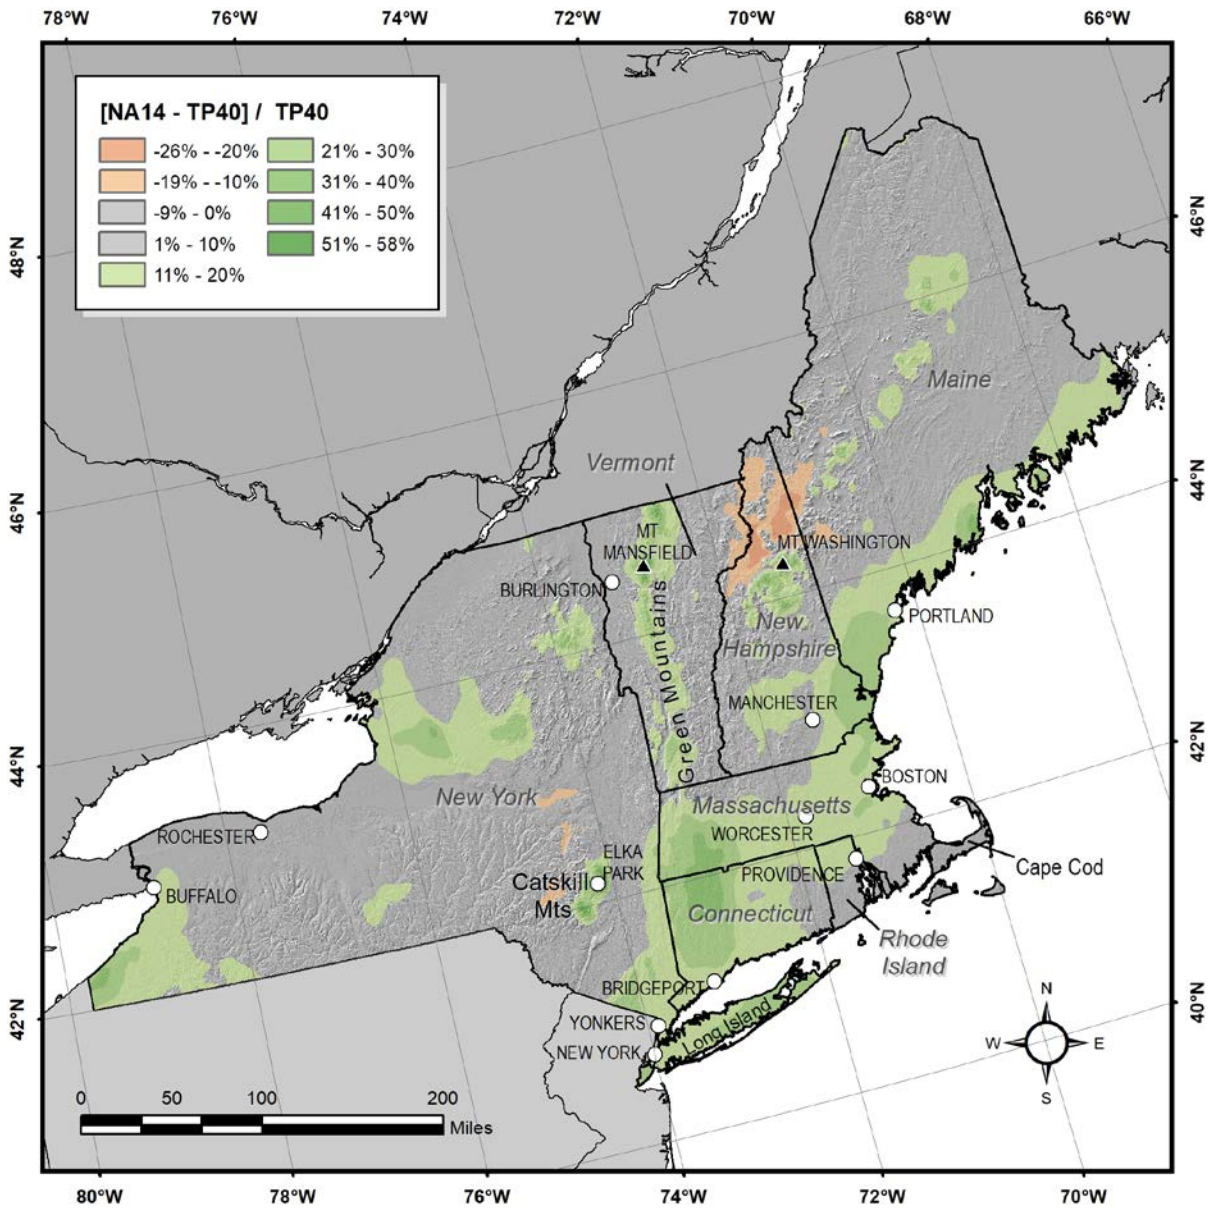 78°W 76°W 74°W 72°W 70°W 68°W 66°W
[NA14 - TP40] / TP40
-26% - -20% 21% - 30%
-19% - -10% 31% - 40%
-9% - 0% 41% - 50%
1% - 10% 51% - 58%
11% - 20%
48°N
46°N
44°N
42°N
46°N
44°N
42°N
40°N
Maine
Vermont
MT
MANSFIELD
MT WASHINGTON
BURLINGTON
Green Mountains
New
Hampshire
PORTLAND
MANCHESTER
BOSTON
New York
Massachusetts
WORCESTER
ROCHESTER
ELKA
PARK
PROVIDENCE
Cape Cod
Catskill
Mts
BUFFALO
Connecticut
Rhode
Island
BRIDGEPORT
YONKERS
Long Island
NEW YORK
N
W E
S
0 50 100 200
Miles
80°W 78°W 76°W 74°W 72°W 70°W